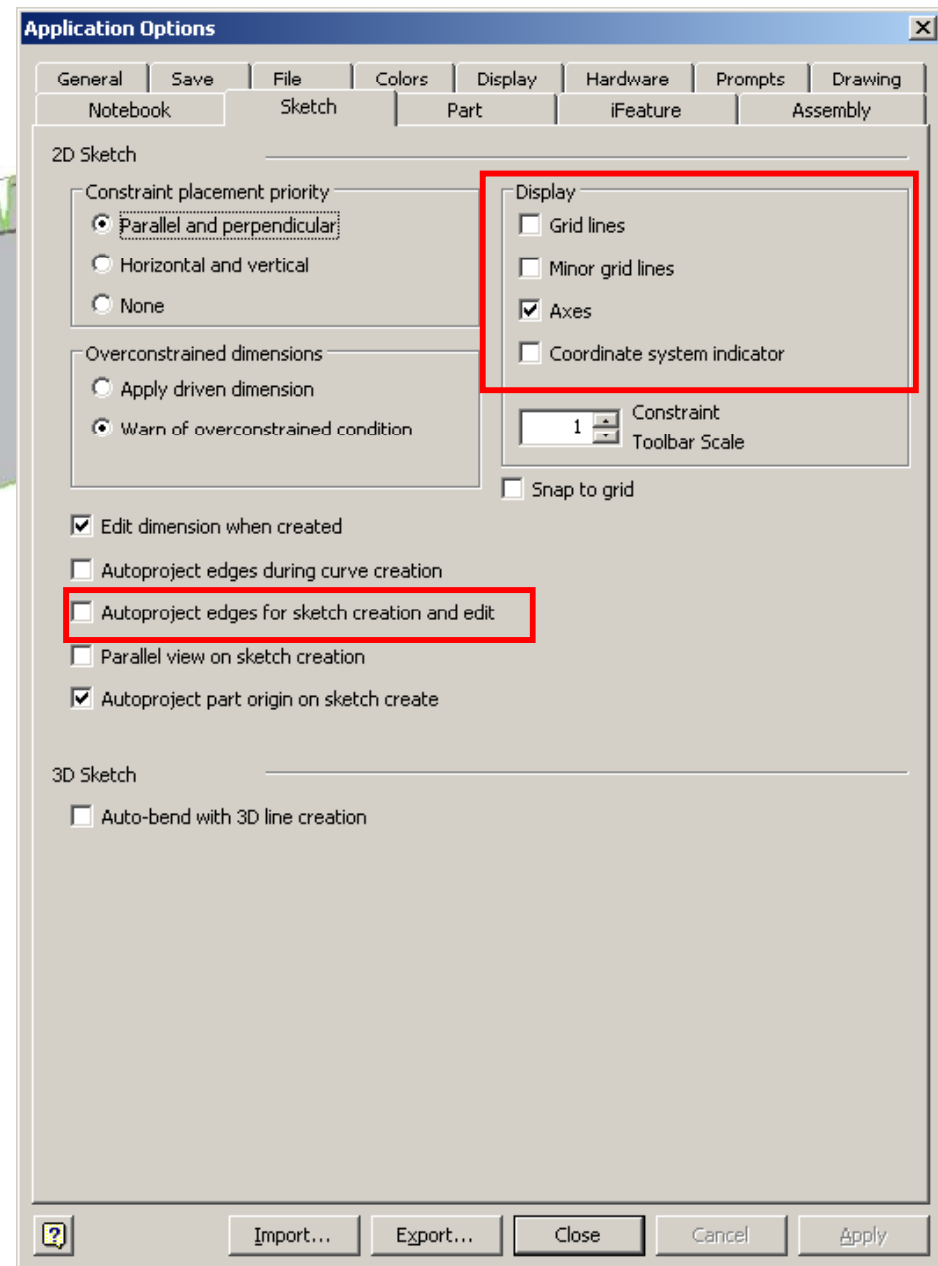 Application Options
General Save File Colors Display Hardware Prompts Drawing
Notebook Sketch Part iFeature Assembly
2D Sketch
Constraint placement priority
Parallel and perpendicular
Horizontal and vertical
None
Overconstrained dimensions
Apply driven dimension
Warn of overconstrained condition
Display
Grid lines
Minor grid lines
Axes
Coordinate system indicator
1 Constraint
Toolbar Scale
Snap to grid
Edit dimension when created
Autoproject edges during curve creation
Autoproject edges for sketch creation and edit
Parallel view on sketch creation
Autoproject part origin on sketch create
3D Sketch
Auto-bend with 3D line creation
? Import... Export... Close Cancel Apply